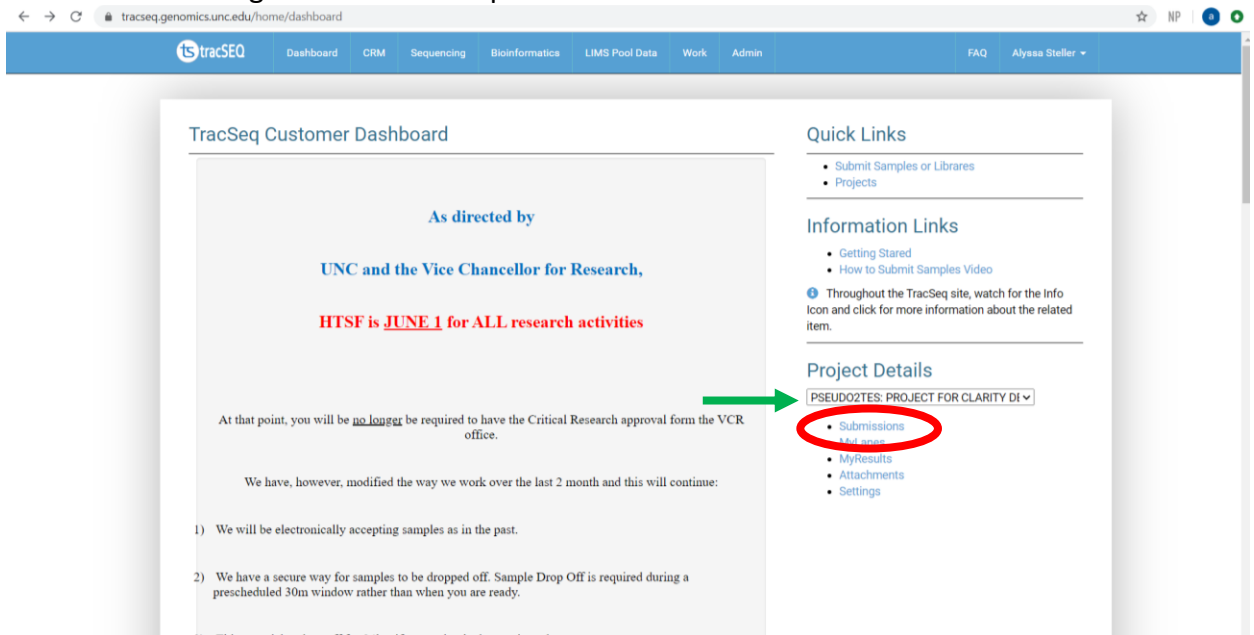 tracseq.genomics.unc.edu/home/dashboard
NP
a
ts tracSEQ
Dashboard CRM Sequencing Bioinformatics LIMS Pool Data Work Admin FAQ Alyssa Steller
TracSeq Customer Dashboard
As directed by
UNC and the Vice Chancellor for Research,
HTSF is JUNE 1 for ALL research activities
At that point, you will be no longer be required to have the Critical Research approval form the VCR
office.
We have, however, modified the way we work over the last 2 month and this will continue:
1) We will be electronically accepting samples as in the past.
2) We have a secure way for samples to be dropped off. Sample Drop Off is required during a
prescheduled 30m window rather than when you are ready.
Quick Links
Submit Samples or Librares
Projects
Information Links
Getting Stared
How to Submit Samples Video
Throughout the TracSeq site, watch for the Info
Icon and click for more information about the related
item.
Project Details
PSEUDO2TES: PROJECT FOR CLARITY DE
Submissions
MyLanes
MyResults
Attachments
Settings